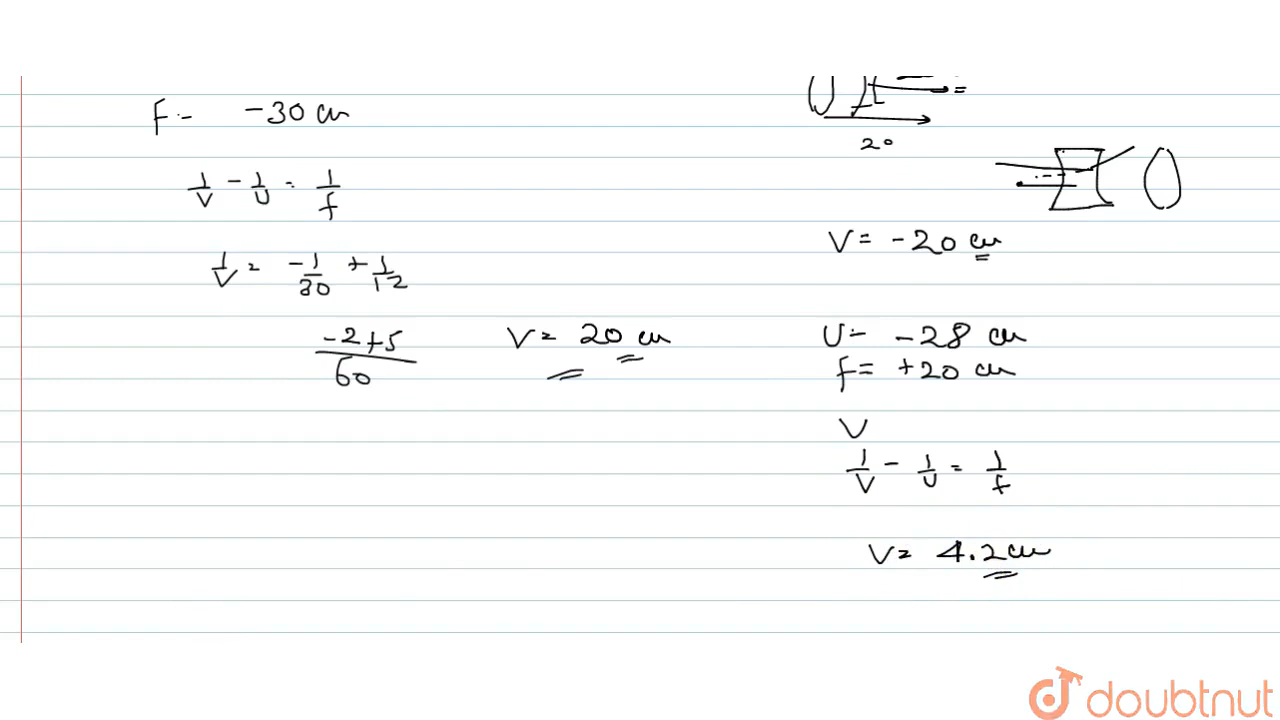 f = -30 cm
1/v - 1/u = 1/f
1/v = -1/30 + 1/12
-2+5/60
v = 20 cm
20
v = -20 cm
u = -28 cm
f = +20 cm
v
1/v - 1/u = 1/f
v = 4.2 cm
doubtnut